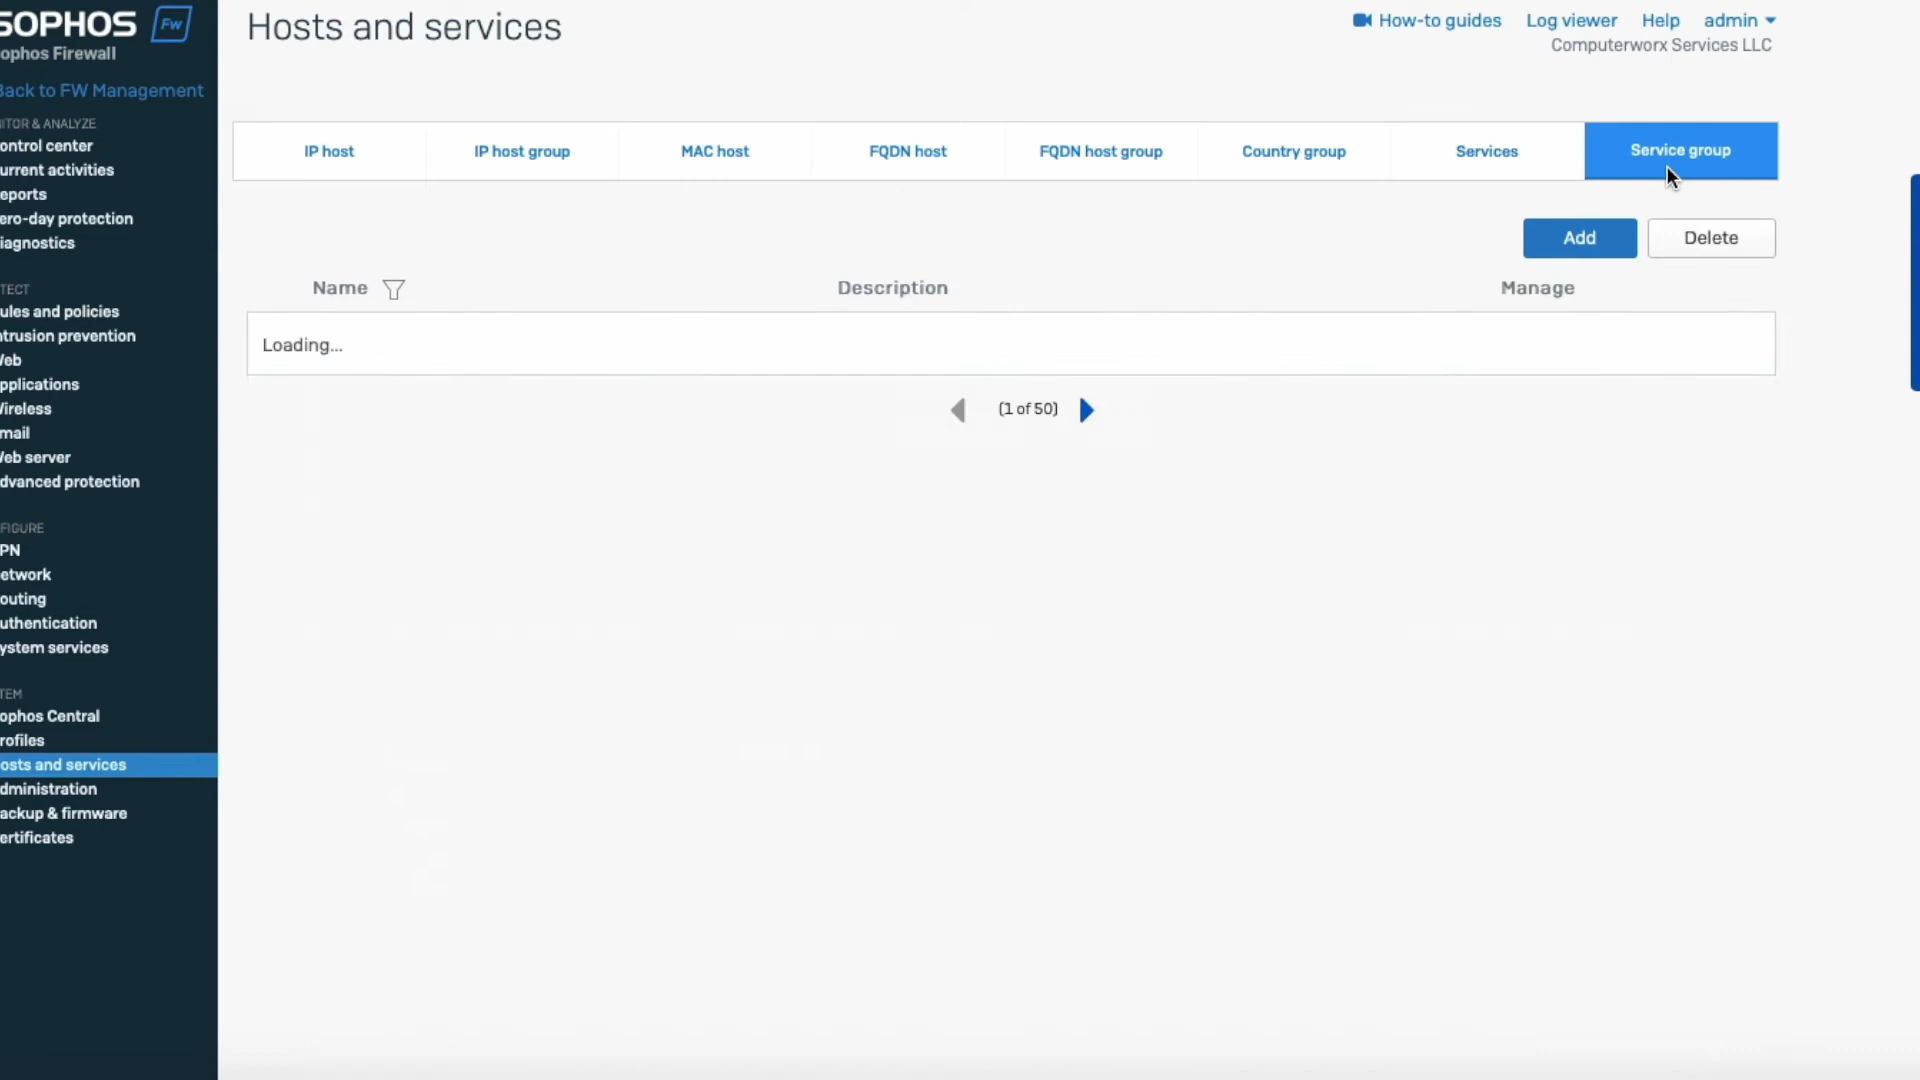 SOPHOS Fw
ophos Firewall
Back to FW Management
ITOR & ANALYZE
ontrol center
urrent activities
eports
ero-day protection
iagnostics
TECT
ules and policies
ntrusion prevention
Veb
pplications
Vireless
mail
Veb server
dvanced protection
FIGURE
PN
etwork
outing
uthentication
ystem services
TEM
ophos Central
rofiles
osts and services
dministration
ackup & firmware
ertificates
Hosts and services
How-to guides Log viewer Help admin
Computerworx Services LLC
IP host IP host group MAC host FQDN host FQDN host group Country group Services Service group
Add Delete
Name Description Manage
Loading...
(1 of 50)